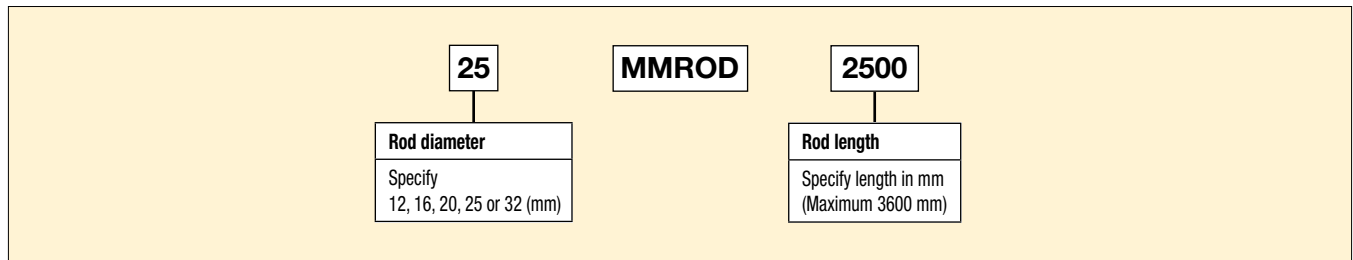 25 MMROD 2500
Rod diameter
Specify
12, 16, 20, 25 or 32 (mm)
Rod length
Specify length in mm
(Maximum 3600 mm)